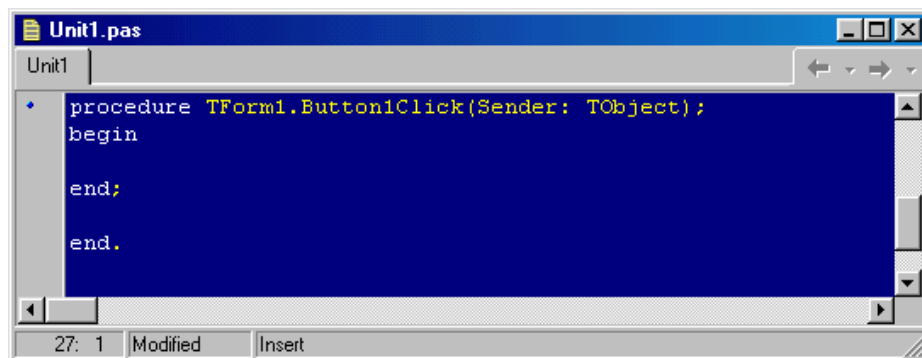 Unit1.pas
Unit1
procedure TForm1.Button1Click(Sender: TObject);
begin
end;
end.
27: 1 Modified Insert